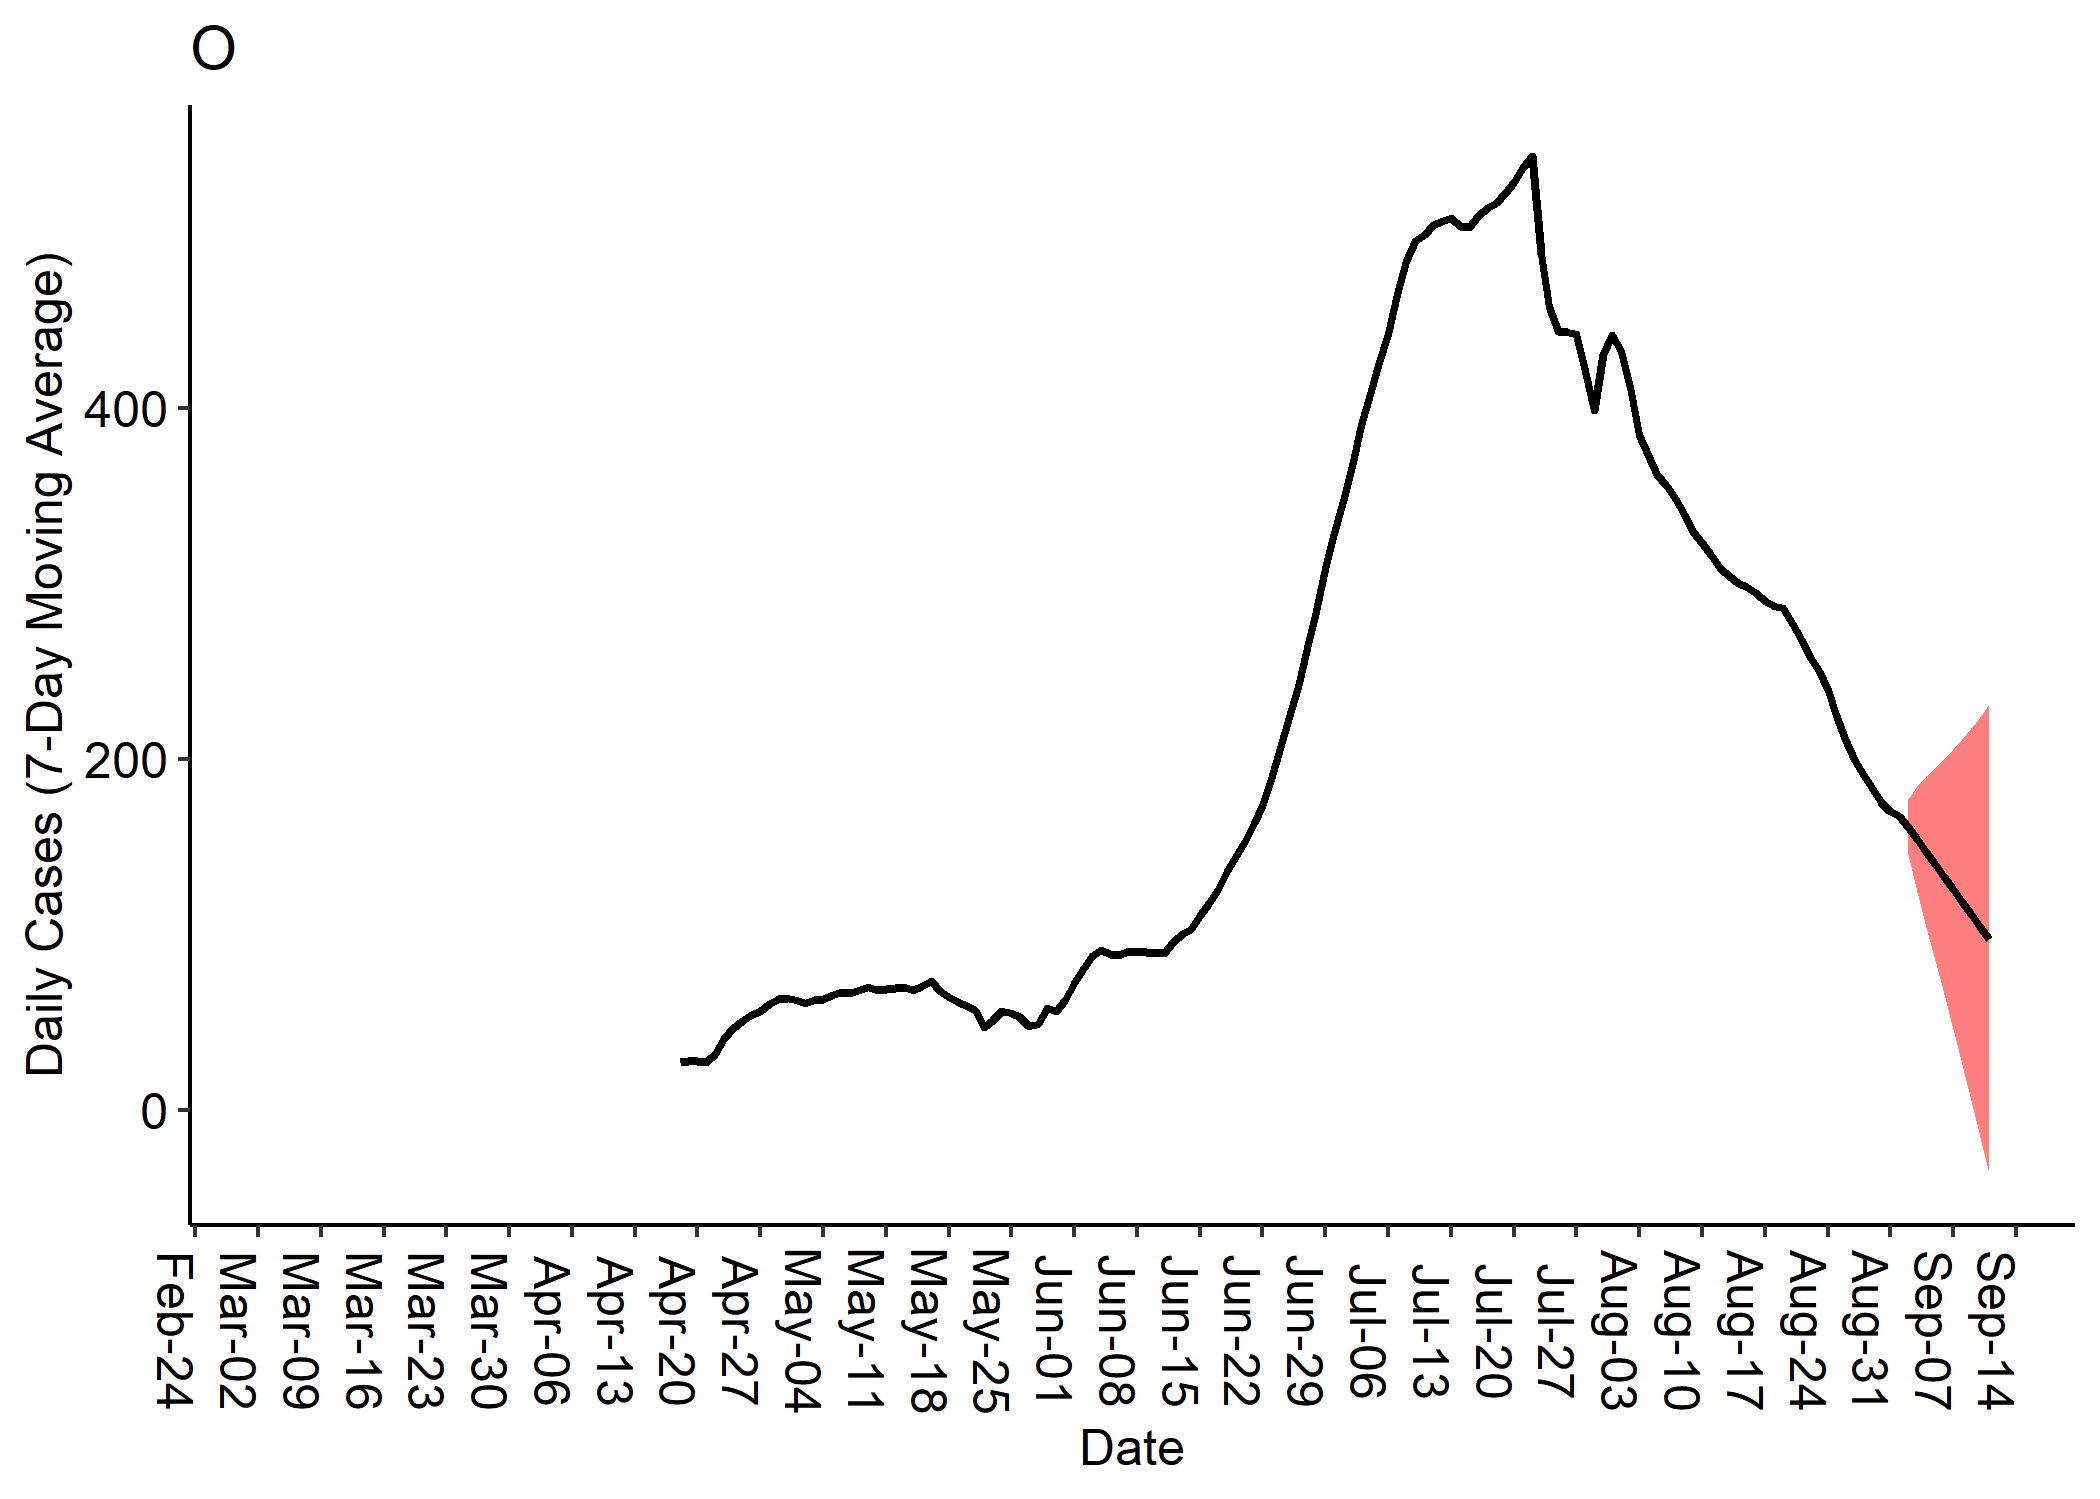 O
Daily Cases (7-Day Moving Average)
400
200
0
Feb-24
Mar-02
Mar-09
Mar-16
Mar-23
Mar-30
Apr-06
Apr-13
Apr-20
Apr-27
May-04
May-11
May-18
May-25
Jun-01
Jun-08
Jun-15
Jun-22
Jun-29
Jul-06
Jul-13
Jul-20
Jul-27
Aug-03
Aug-10
Aug-17
Aug-24
Aug-31
Sep-07
Sep-14
Date